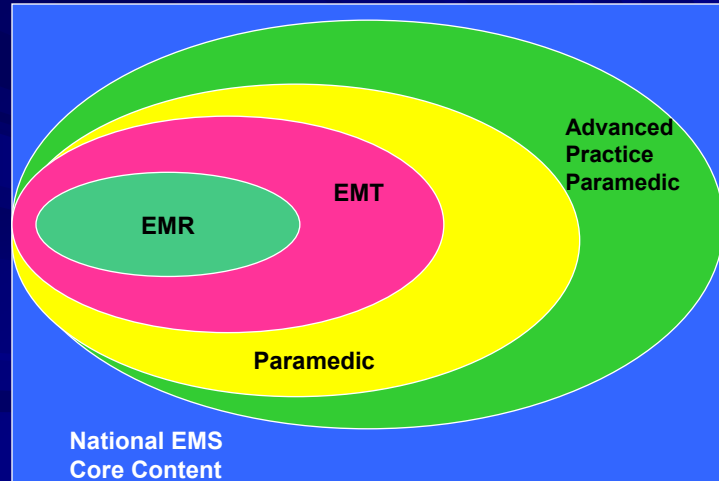 Advanced
Practice
Paramedic
EMT
EMR
Paramedic
National EMS
Core Content